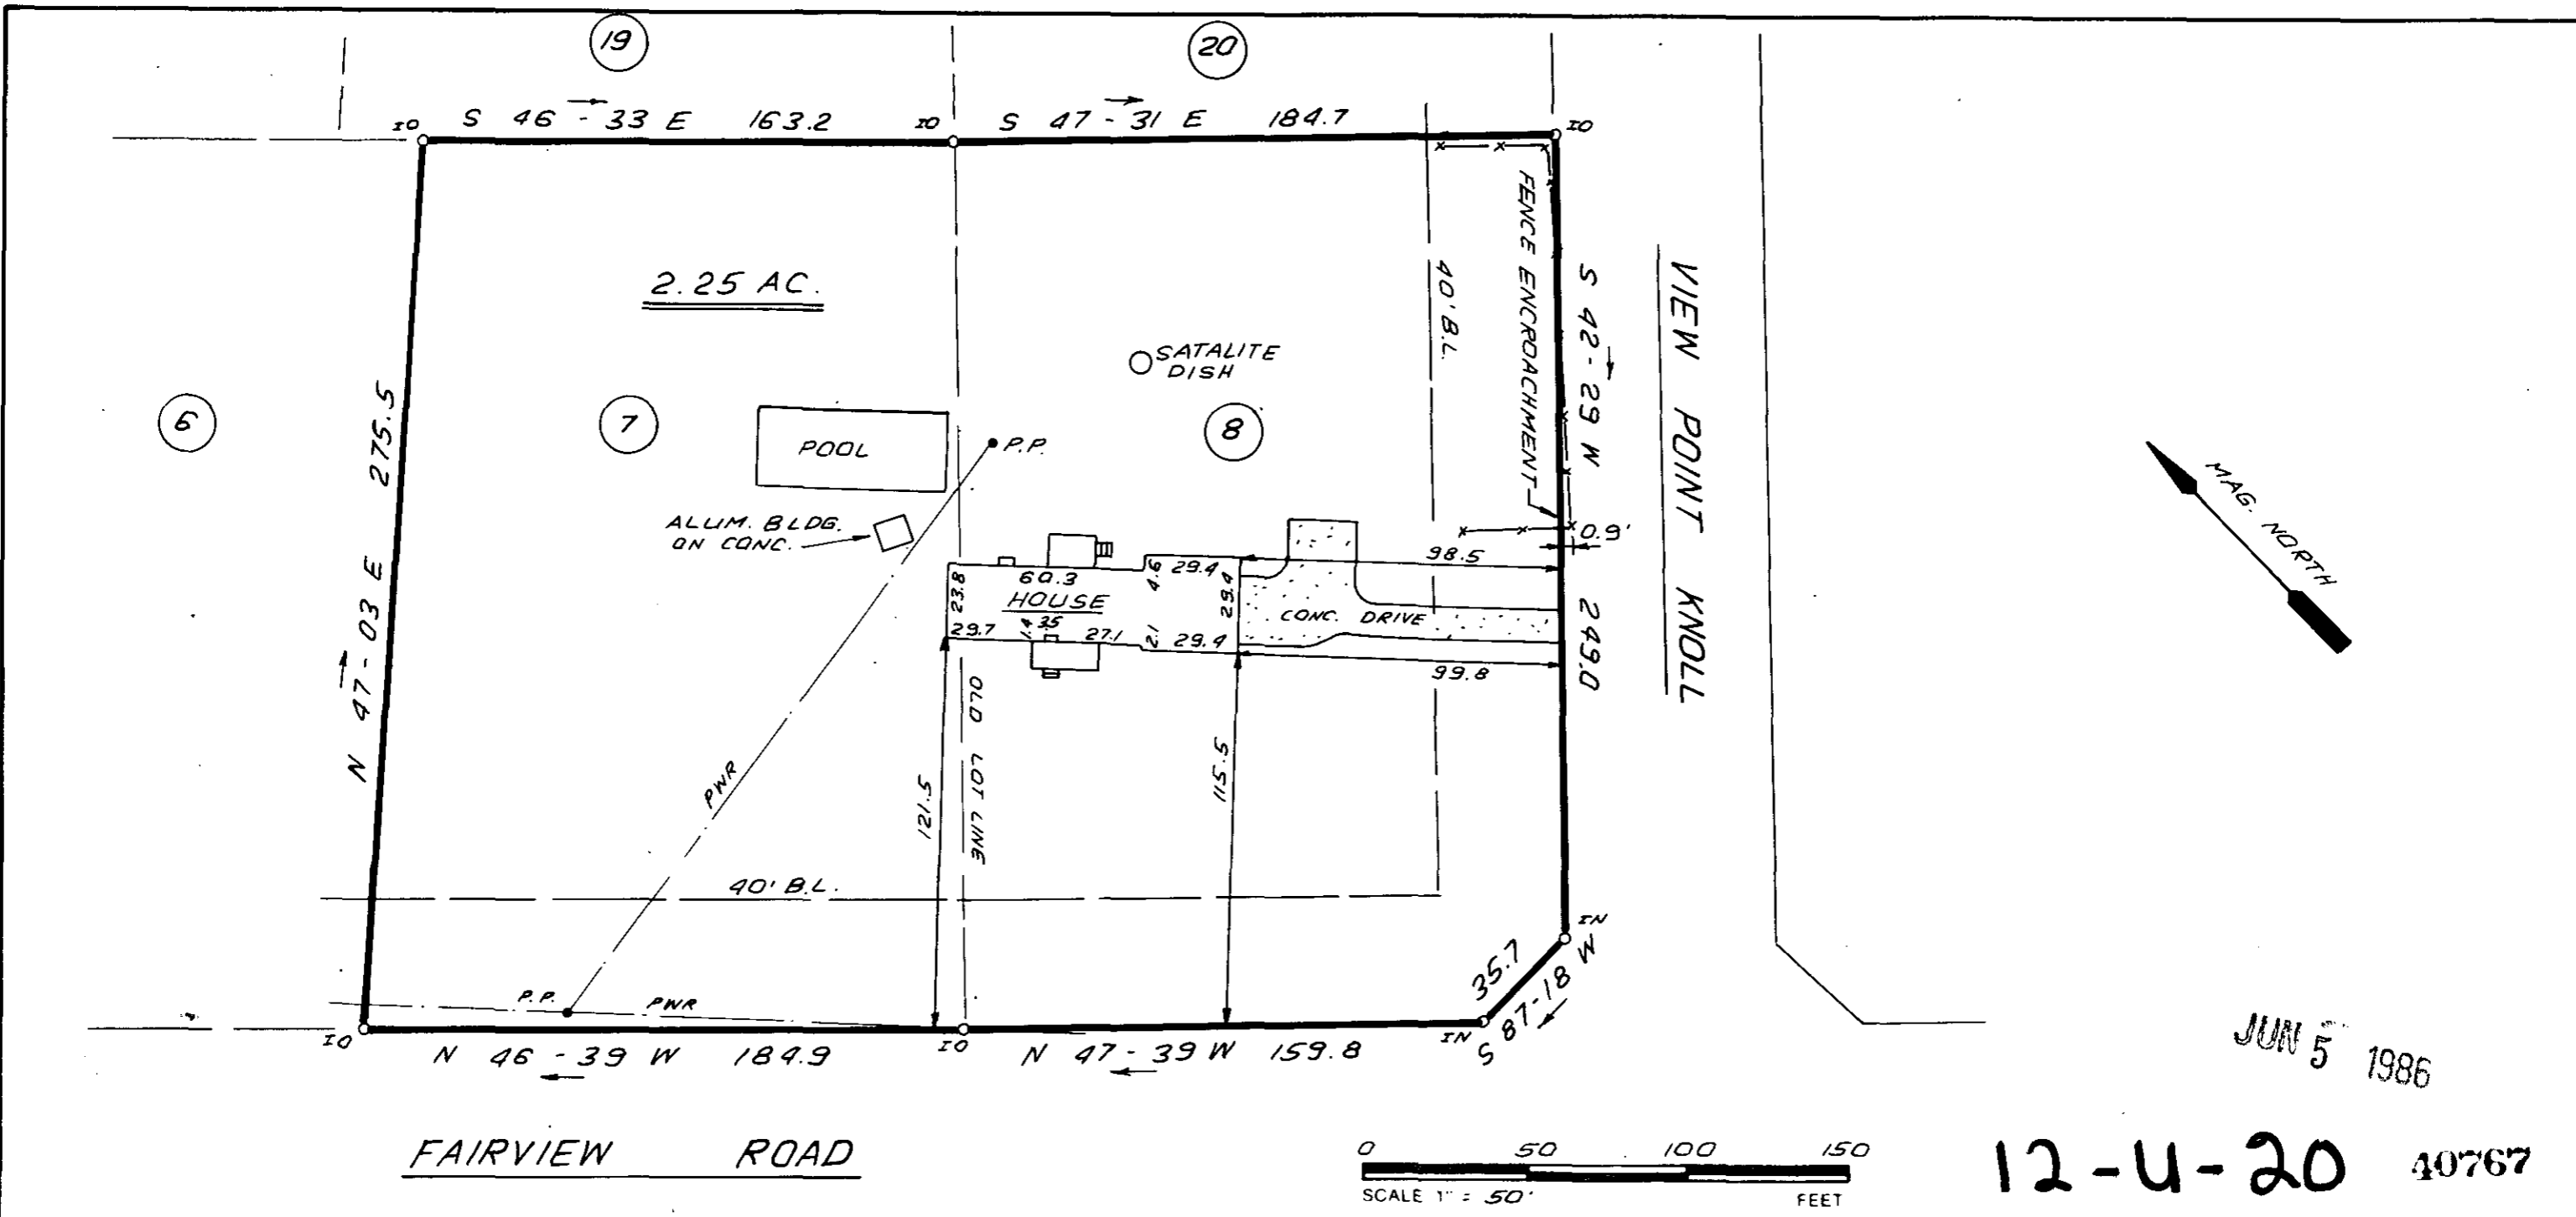 19
20
IO S 46-33 E 163.2 IO S 47-31 E 184.7 IO
2.25 AC.
6
7
8
SATALITE
DISH
POOL
P.P.
ALUM. BLDG.
ON CONC.
FENCE ENCROACHMENT
40' B.L.
S 42-29 W 249.0
VIEW POINT KNOLL
MAG. NORTH
0.9'
98.5
60.3
4.6
29.4
HOUSE
23.8
29.4
CONC. DRIVE
29.7
1.4
3.5
27.1
2.1
29.4
99.8
N 47-03 E 275.5
PWR
121.5
OLD LOT LINE
115.5
40' B.L.
IN
35.7
S 87-18 W
P.P.
PWR
IO
N 46-39 W 184.9
IO
N 47-39 W 159.8
IN
JUN 5 1986
FAIRVIEW ROAD
0 50 100 150
SCALE 1" = 50' FEET
12-U-20 40767